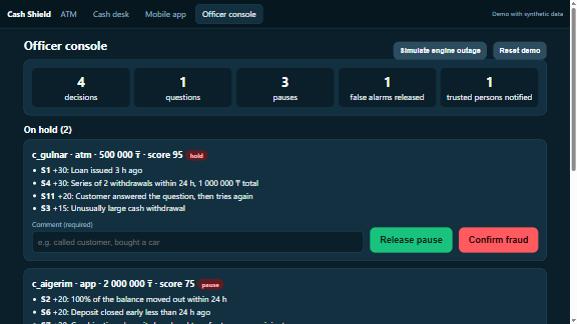 Cash Shield ATM Cash desk Mobile app Officer console Demo with synthetic data
Officer console Simulate engine outage Reset demo
4 1 3 1 1
decisions questions pauses false alarms released trusted persons notified
On hold (2)
c_gulnar · atm · 500 000 ₸ · score 95 hold
• S1 +30: Loan issued 3 h ago
• S4 +30: Series of 2 withdrawals within 24 h, 1 000 000 ₸ total
• S11 +20: Customer answered the question, then tries again
• S3 +15: Unusually large cash withdrawal
Comment (required)
e.g. called customer, bought a car Release pause Confirm fraud
c_aigerim · app · 2 000 000 ₸ · score 75 pause
• S2 +20: 100% of the balance moved out within 24 h
• S6 +20: Deposit closed early less than 24 h ago